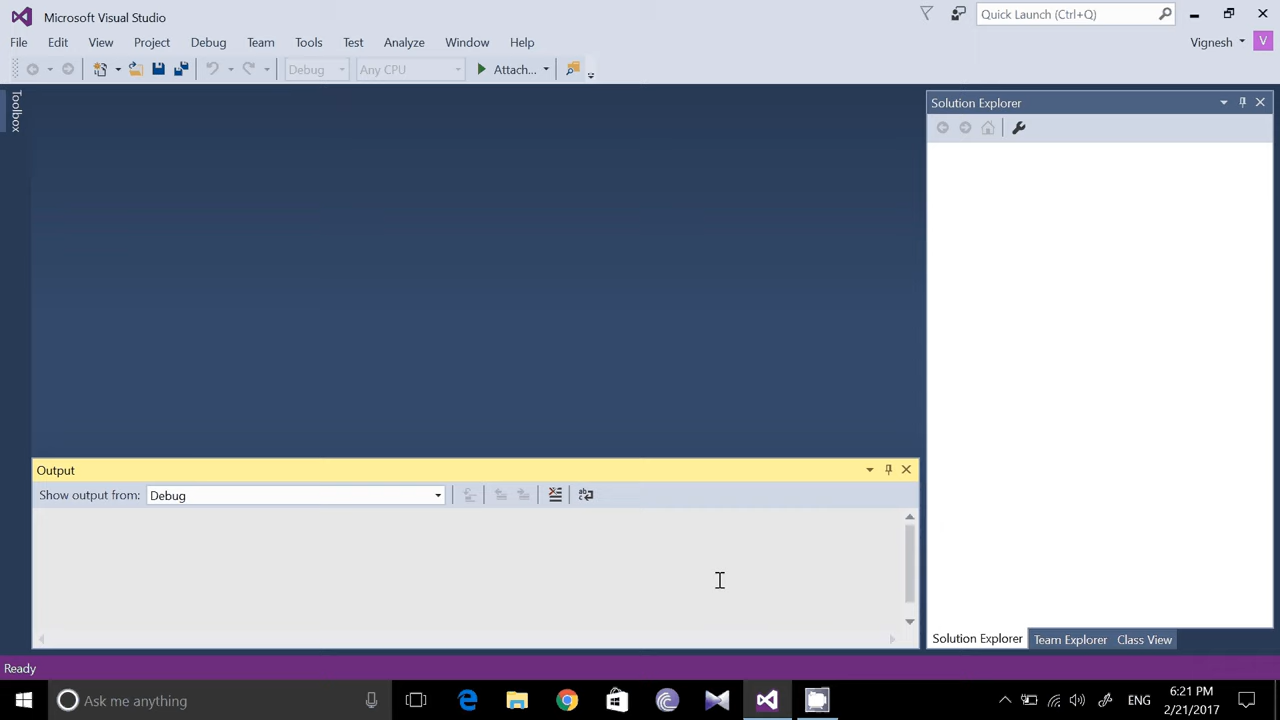 Microsoft Visual Studio
Quick Launch (Ctrl+Q)
File Edit View Project Debug Team Tools Test Analyze Window Help
Vignesh V
Debug Any CPU Attach...
Toolbox
Solution Explorer
Output
Show output from: Debug
Solution Explorer Team Explorer Class View
Ready
Ask me anything
ENG
6:21 PM
2/21/2017